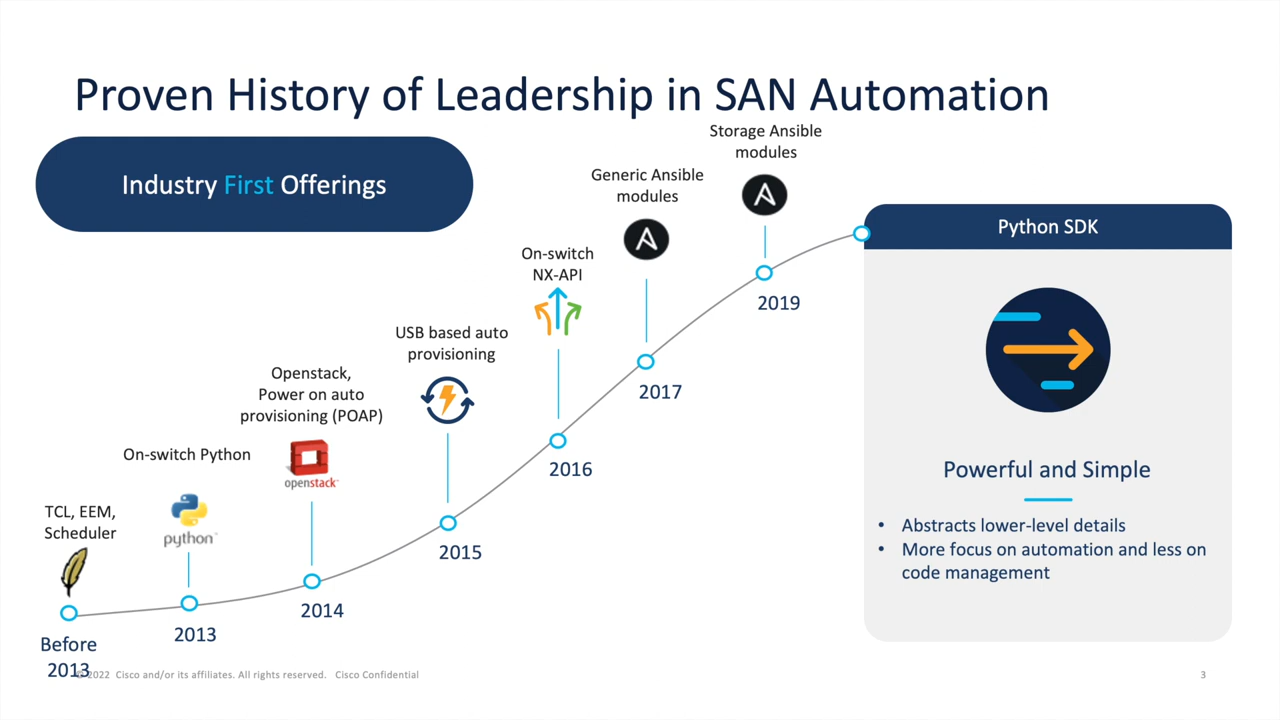 Proven History of Leadership in SAN Automation
Industry First Offerings
TCL, EEM,
Scheduler
Before
2013
On-switch Python
python™
2013
Openstack,
Power on auto
provisioning (POAP)
openstack
2014
USB based auto
provisioning
2015
On-switch
NX-API
2016
Generic Ansible
modules
2017
Storage Ansible
modules
2019
Python SDK
Powerful and Simple
• Abstracts lower-level details
• More focus on automation and less on
code management
© 2022 Cisco and/or its affiliates. All rights reserved. Cisco Confidential
3